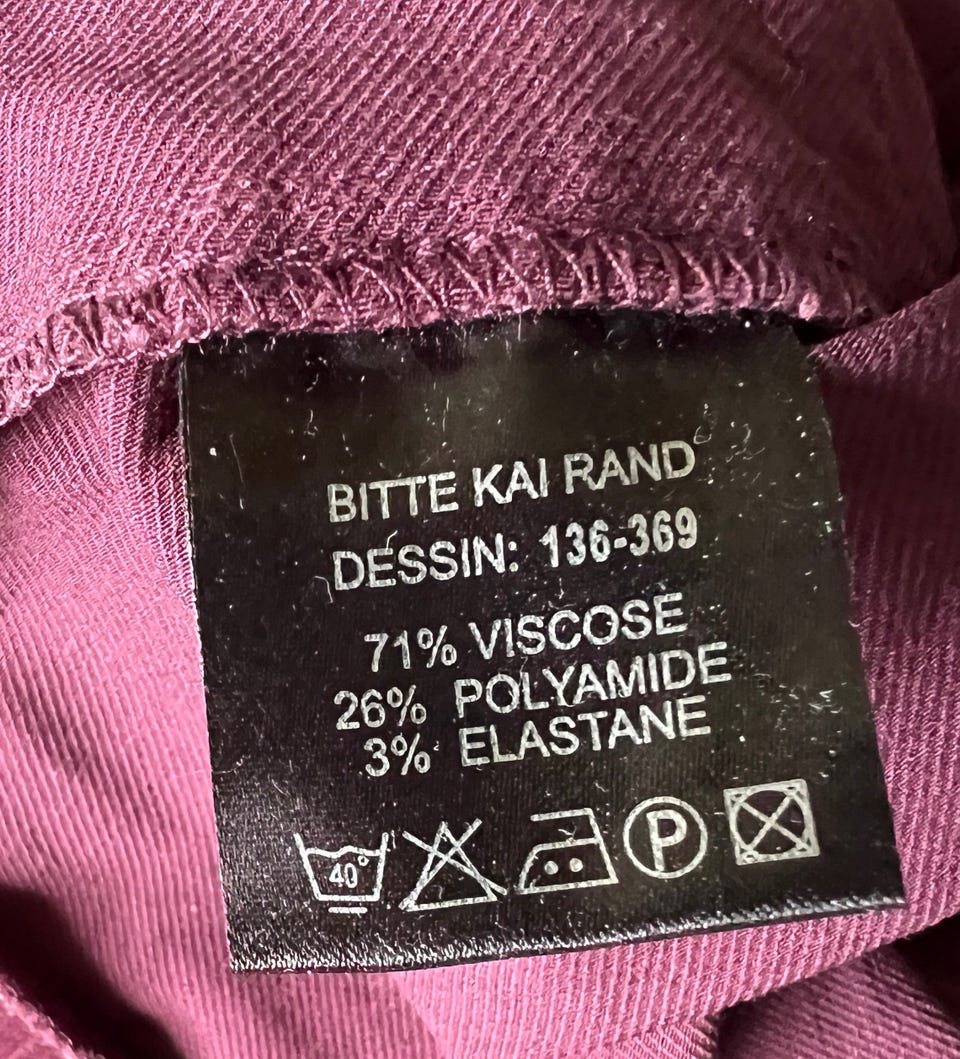 BITTE KAI RAND
DESSIN: 136-369
71% VISCOSE
26% POLYAMIDE
3% ELASTANE
40° P